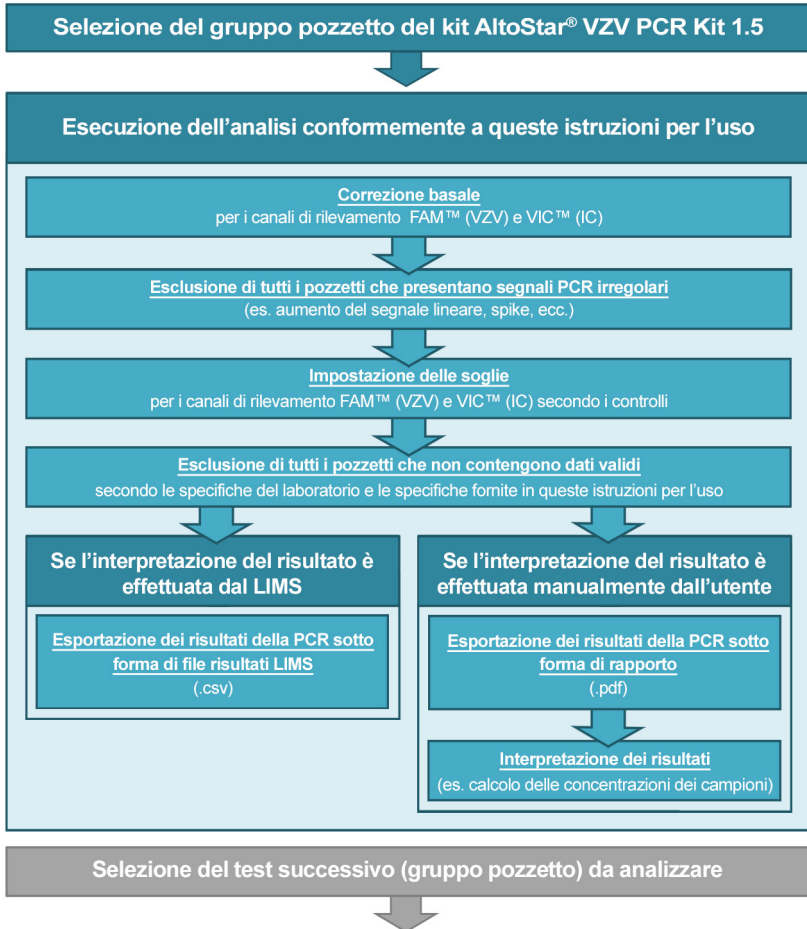 Selezione del gruppo pozzetto del kit AltoStar® VZV PCR Kit 1.5
Esecuzione dell'analisi conformemente a queste istruzioni per l'uso
Correzione basale
per i canali di rilevamento FAM™ (VZV) e VIC™ (IC)
Esclusione di tutti i pozzetti che presentano segnali PCR irregolari
(es. aumento del segnale lineare, spike, ecc.)
Impostazione delle soglie
per i canali di rilevamento FAM™ (VZV) e VIC™ (IC) secondo i controlli
Esclusione di tutti i pozzetti che non contengono dati validi
secondo le specifiche del laboratorio e le specifiche fornite in queste istruzioni per l'uso
Se l'interpretazione del risultato è
effettuata dal LIMS
Esportazione dei risultati della PCR sotto
forma di file risultati LIMS
(.csv)
Se l'interpretazione del risultato è
effettuata manualmente dall'utente
Esportazione dei risultati della PCR sotto
forma di rapporto
(.pdf)
Interpretazione dei risultati
(es. calcolo delle concentrazioni dei campioni)
Selezione del test successivo (gruppo pozzetto) da analizzare